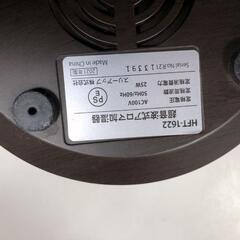 HFT-1622
超音波式アロマ加湿器
定格電圧 AC100V
定格周波数 50Hz/60Hz
定格消費電力 25W
スリーアップ株式会社
PS
E
2021年製
Made in China
Serial No.R2113391